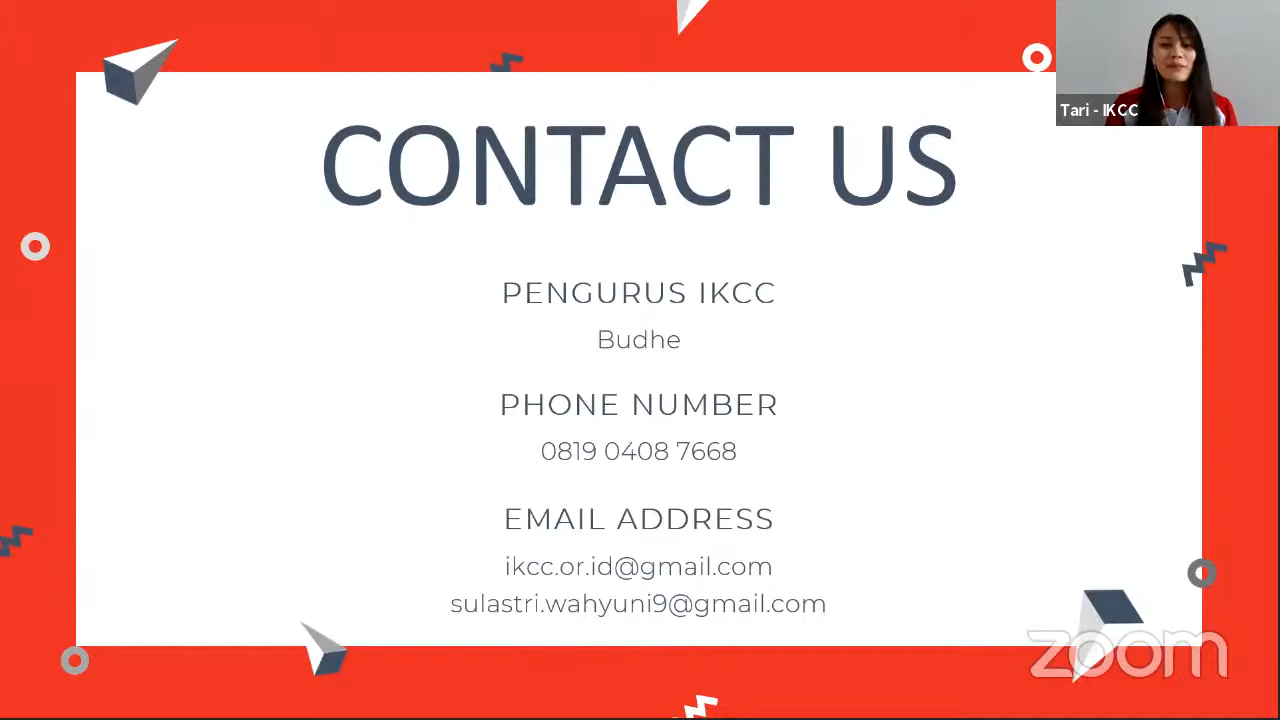 Tari - IKCC
CONTACT US
PENGURUS IKCC
Budhe
PHONE NUMBER
0819 0408 7668
EMAIL ADDRESS
ikcc.or.id@gmail.com
sulastri.wahyuni9@gmail.com
zoom